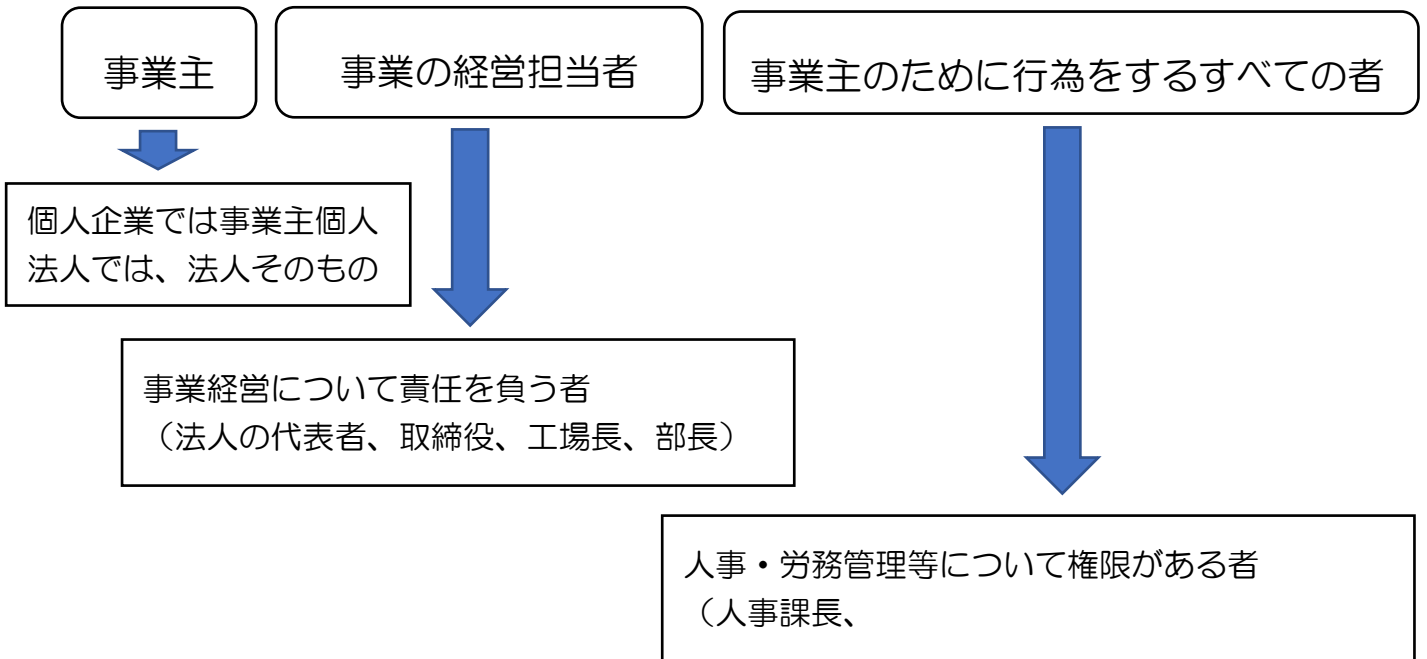 事業主
事業の経営担当者
事業主のために行為をするすべての者
個人企業では事業主個人
法人では、法人そのもの
事業経営について責任を負う者
（法人の代表者、取締役、工場長、部長）
人事・労務管理等について権限がある者
（人事課長、